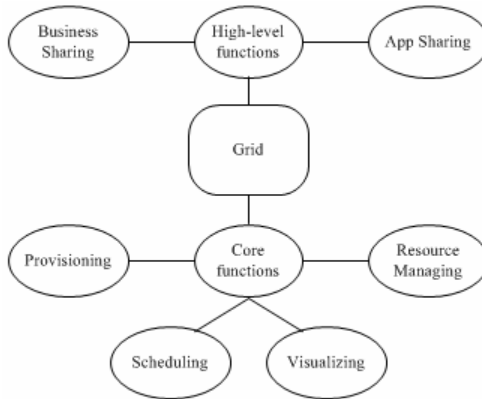 Business
Sharing
High-level
functions
App Sharing
Grid
Provisioning
Core
functions
Resource
Managing
Scheduling
Visualizing